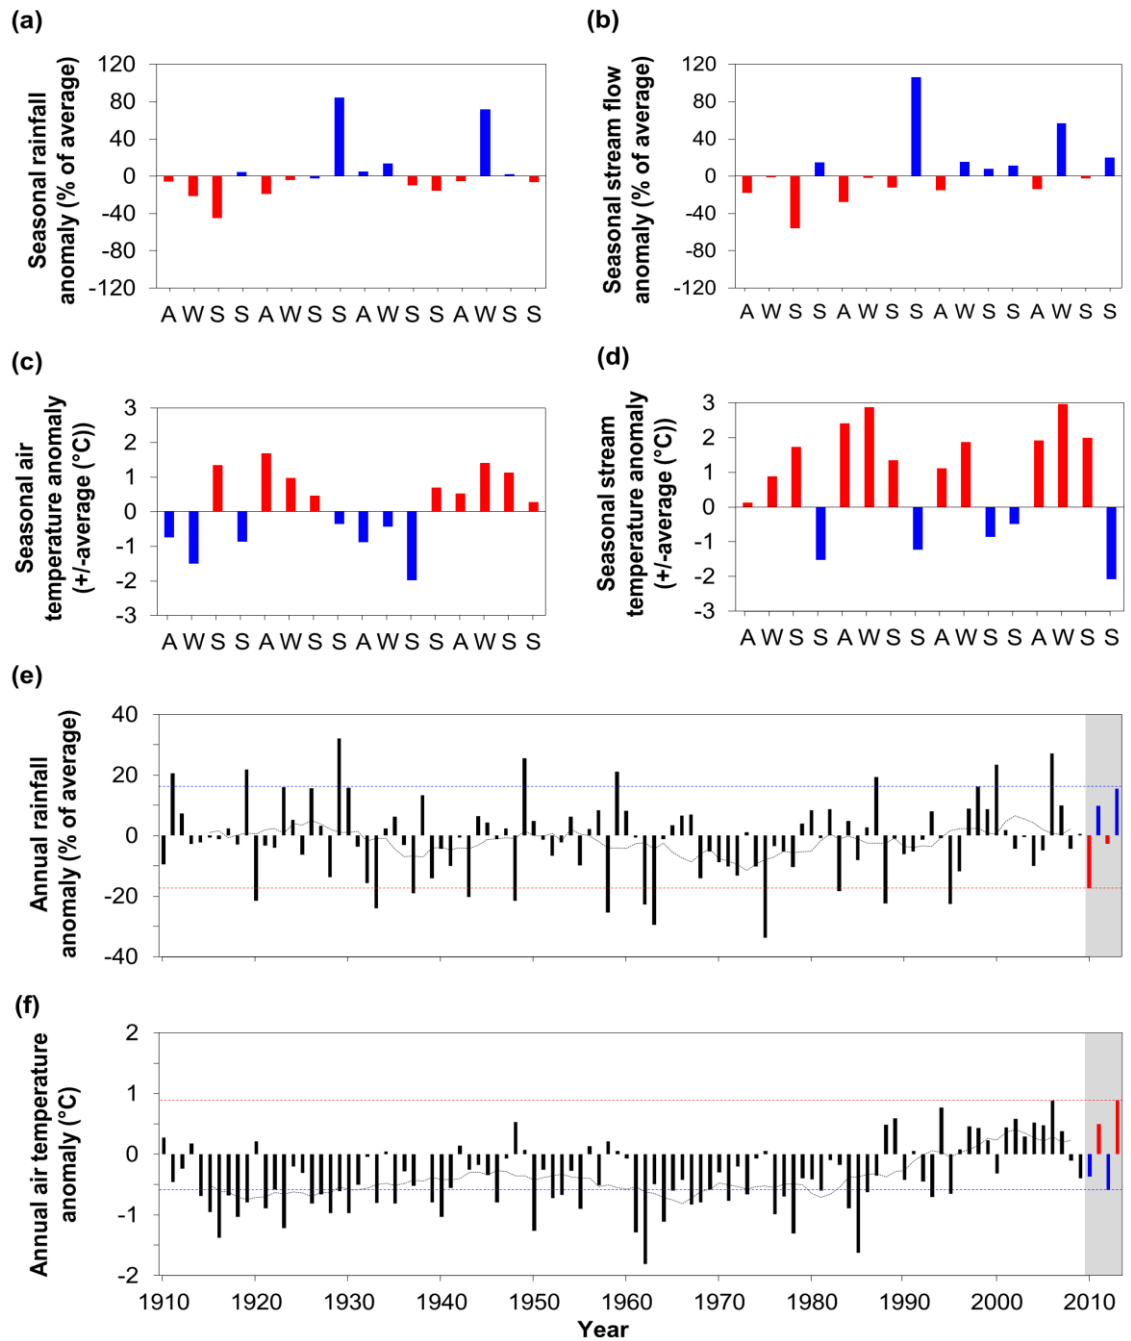 (a)
Seasonal rainfall
anomaly (% of average)
120
80
40
0
-40
-80
-120
A W S S A W S S A W S S A W S S
(b)
Seasonal stream flow
anomaly (% of average)
120
80
40
0
-40
-80
-120
A W S S A W S S A W S S A W S S
(c)
Seasonal air
temperature anomaly
(+/-average (°C))
3
2
1
0
-1
-2
-3
A W S S A W S S A W S S A W S S
(d)
Seasonal stream
temperature anomaly
(+/-average (°C))
3
2
1
0
-1
-2
-3
A W S S A W S S A W S S A W S S
(e)
Annual rainfall
anomaly (% of average)
40
20
0
-20
-40
(f)
Annual air temperature
anomaly (°C)
2
1
0
-1
-2
1910 1920 1930 1940 1950 1960 1970 1980 1990 2000 2010
Year